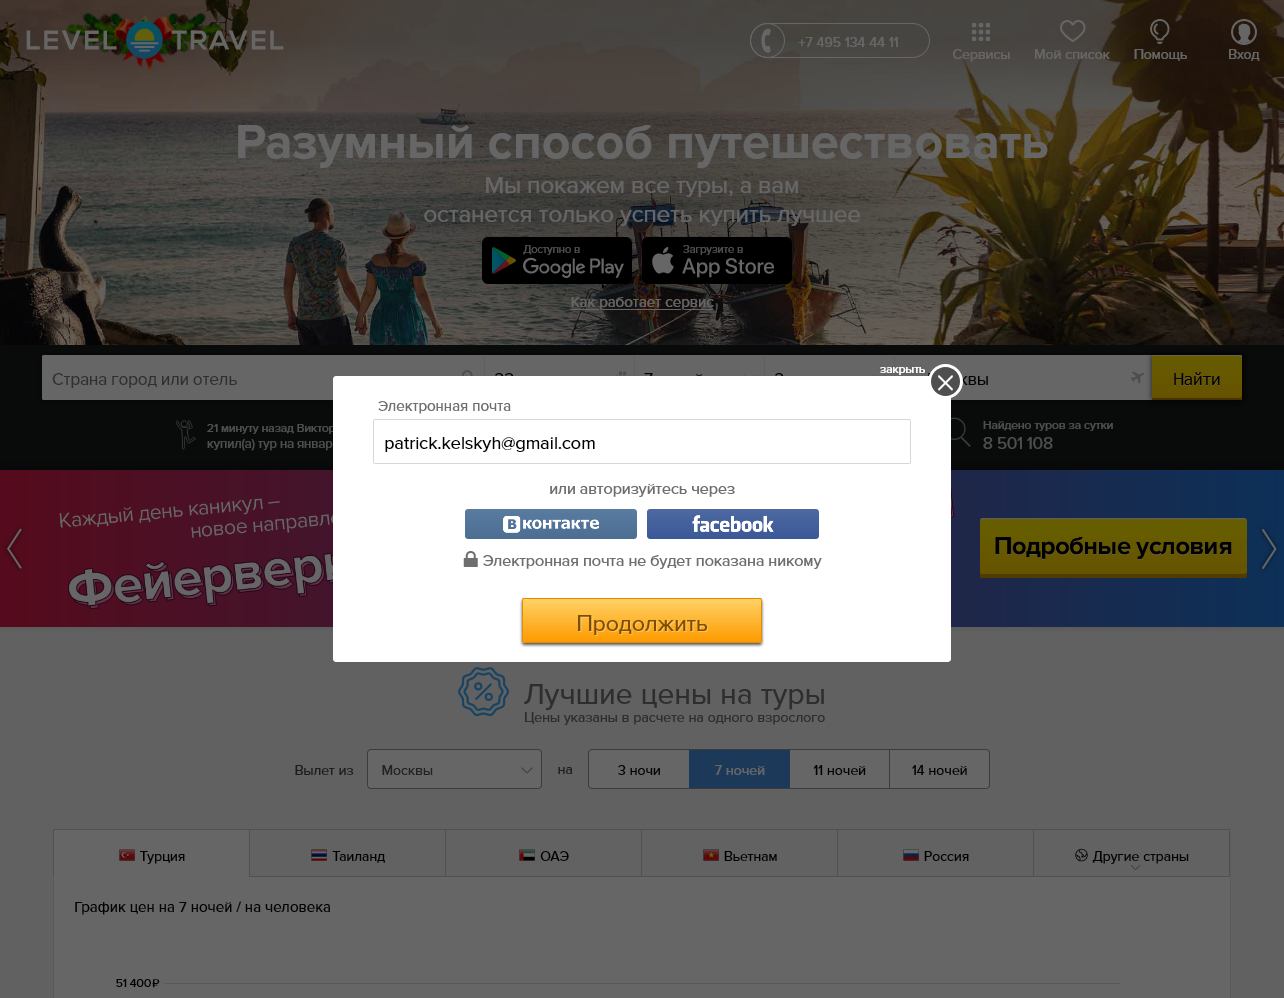 LEVEL TRAVEL
+7 495 134 44 11
Сервисы
Мой список
Помощь
Вход
Разумный способ путешествовать
Мы покажем все туры, а вам
останется только успеть купить лучшее
Доступно в
Google Play
Загрузите в
App Store
Как работает сервис
Страна город или отель
Найти
закрыть
21 минуту назад Виктор
купил(а) тур на январ
Найдено туров за сутки
8 501 108
Электронная почта
patrick.kelskyh@gmail.com
или авторизуйтесь через
В контакте
facebook
Электронная почта не будет показана никому
Продолжить
Каждый день каникул –
новое направл
Фейервер
Подробные условия
Лучшие цены на туры
Цены указаны в расчете на одного взрослого
Вылет из
Москвы
на
3 ночи
7 ночей
11 ночей
14 ночей
Турция
Таиланд
ОАЭ
Вьетнам
Россия
Другие страны
График цен на 7 ночей / на человека
51 400₽